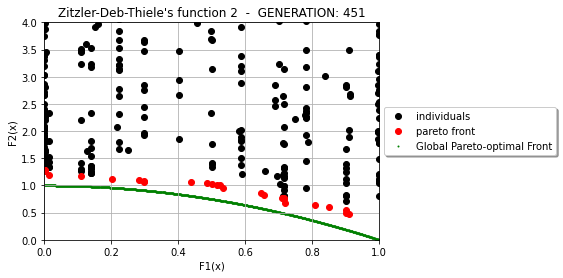 Zitzler-Deb-Thiele's function 2 - GENERATION: 451
4.0
3.5
3.0
2.5
2.0
1.5
1.0
0.5
0.0
F2(x)
0.0 0.2 0.4 0.6 0.8 1.0
F1(x)
individuals
pareto front
Global Pareto-optimal Front